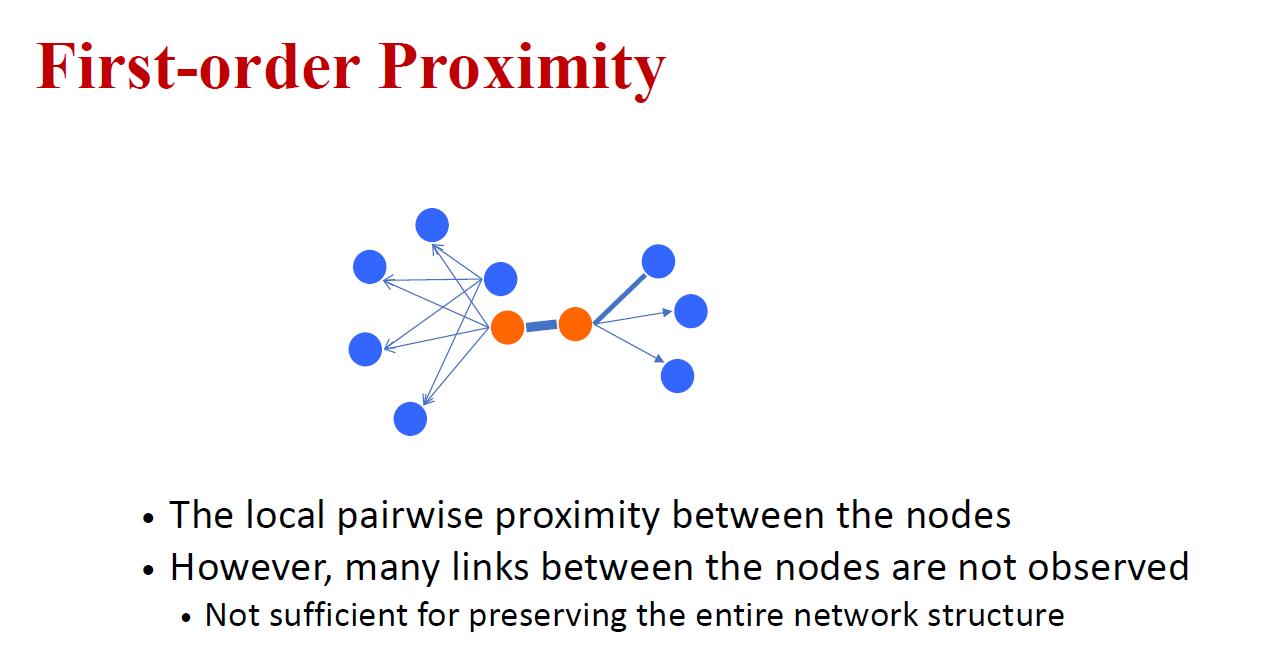 First-order Proximity
• The local pairwise proximity between the nodes
• However, many links between the nodes are not observed
• Not sufficient for preserving the entire network structure